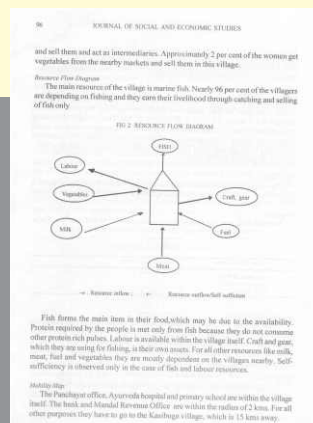 96 JOURNAL OF SOCIAL AND ECONOMIC STUDIES
and sell them and act as intermediaries. Approximately 2 per cent of the women get
vegetables from the nearby markets and sell them in this village.
Resource Flow Diagram
The main resource of the village is marine fish. Nearly 96 per cent of the villagers
are depending on fishing and they earn their livelihood through catching and selling
of fish only.
FIG 2 RESOURCE FLOW DIAGRAM
FISH
Labour
Vegetables
Craft, gear
Milk
Fuel
Meat
→ Resource inflow ; ← Resource outflow/Self sufficient
Fish forms the main item in their food,which may be due to the availability.
Protein required by the people is met only from fish because they do not consume
other protein rich pulses. Labour is available within the village itself. Craft and gear,
which they are using for fishing, is their own assets. For all other resources like milk,
meat, fuel and vegetables they are mostly dependent on the villages nearby. Self-
sufficiency is observed only in the case of fish and labour resources.
Mobility Map
The Panchayat office, Ayurveda hospital and primary school are within the village
itself. The bank and Mandal Revenue Office are within the radius of 2 kms. For all
other purposes they have to go to the Kasibuga village, which is 15 kms away.